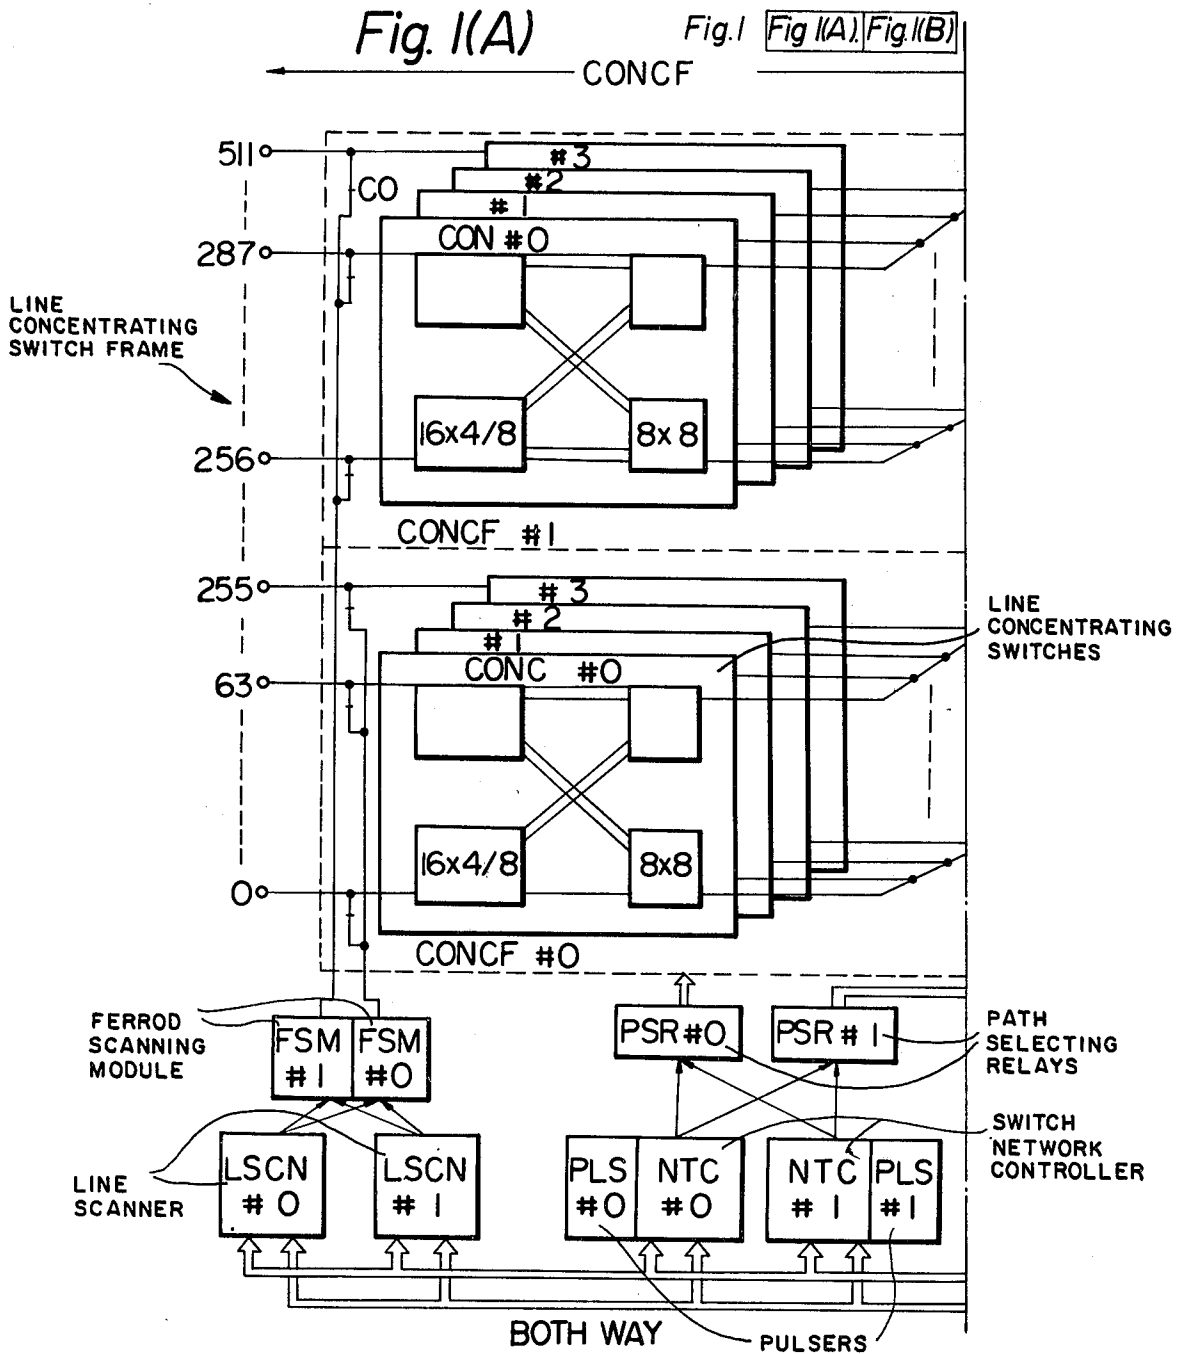 Fig. 1(A)
Fig.1 Fig 1(A). Fig.1(B)
CONCF
511
#3
#2
#1
CO
CON #0
287
LINE
CONCENTRATING
SWITCH FRAME
16x4/8
8x8
256
CONCF #1
255
#3
#2
#1
CONC #0
LINE
CONCENTRATING
SWITCHES
63
16x4/8
8x8
0
CONCF #0
FERROD
SCANNING
MODULE
FSM
#1
FSM
#0
PSR #0
PSR #1
PATH
SELECTING
RELAYS
LSCN
#0
LSCN
#1
LINE
SCANNER
PLS
#0
NTC
#0
NTC
#1
PLS
#1
SWITCH
NETWORK
CONTROLLER
BOTH WAY
PULSERS